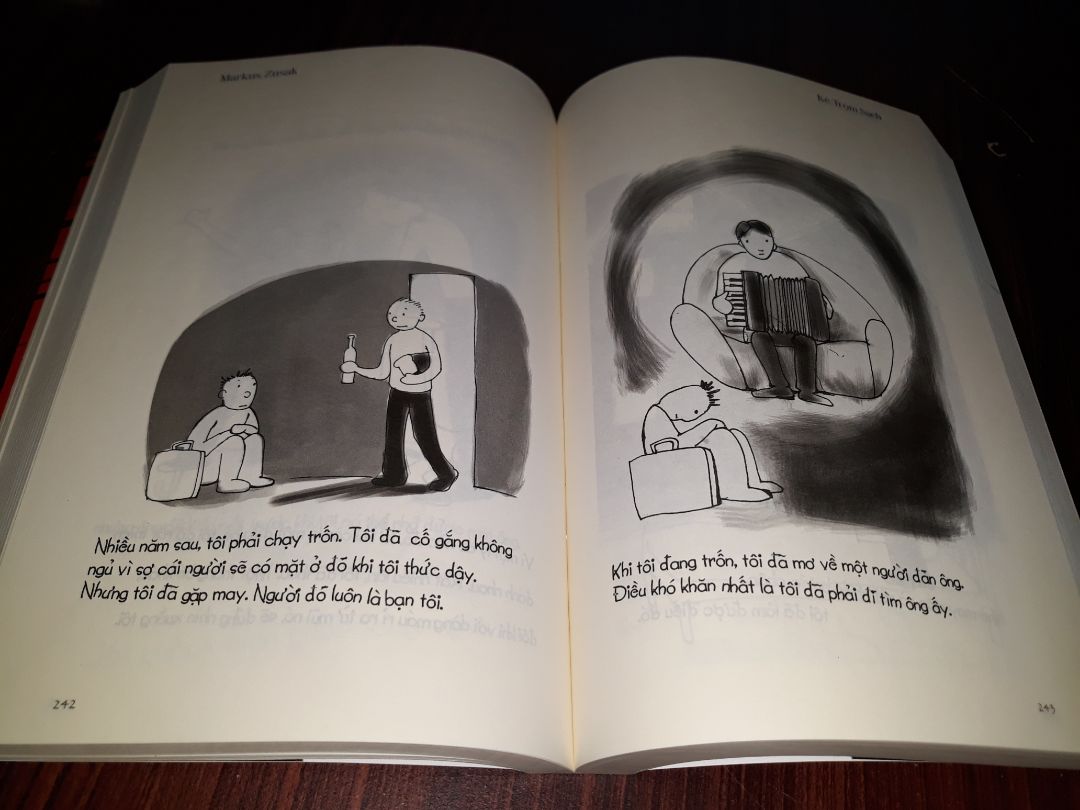 Markus Zusak
Nhiều năm sau, tôi phải chạy trốn. Tôi đã cố gắng không
ngủ vì sợ cái người sẽ có mặt ở đó khi tôi thức dậy.
Nhưng tôi đã gặp may. Người đó luôn là bạn tôi.
242
Kẻ Trộm Sách
Khi tôi đang trốn, tôi đã mơ về một người đàn ông.
Điều khó khăn nhất là tôi đã phải đi tìm ông ấy.
243